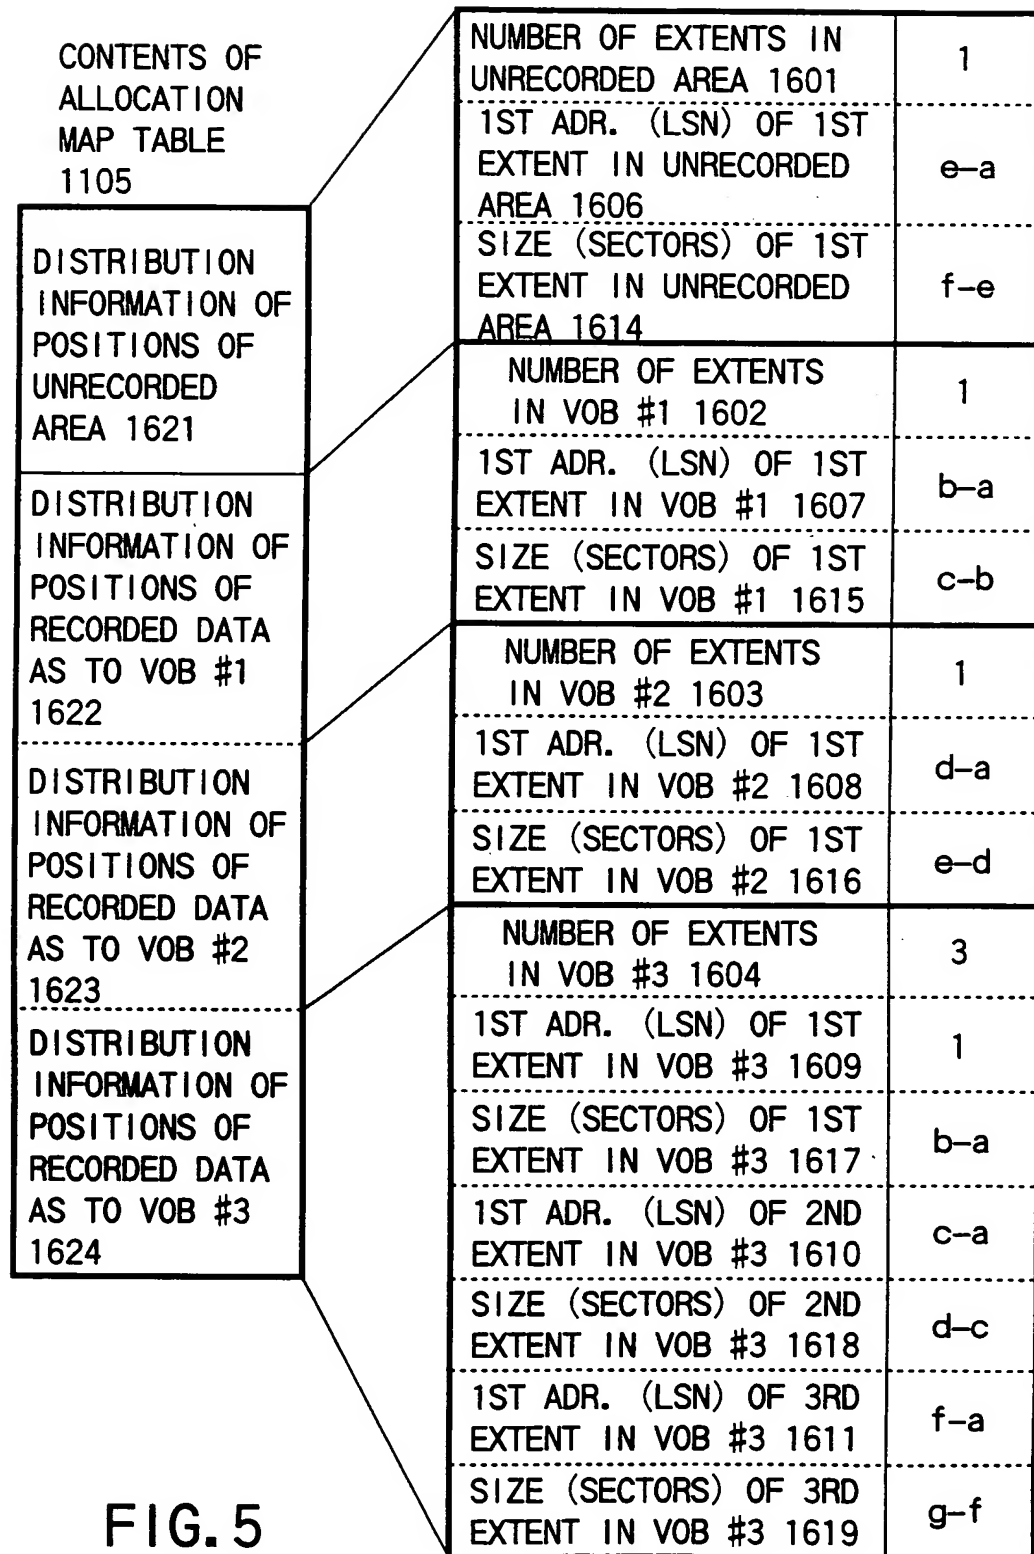 CONTENTS OF
ALLOCATION
MAP TABLE
1105
DISTRIBUTION
INFORMATION OF
POSITIONS OF
UNRECORDED
AREA 1621
DISTRIBUTION
INFORMATION OF
POSITIONS OF
RECORDED DATA
AS TO VOB #1
1622
DISTRIBUTION
INFORMATION OF
POSITIONS OF
RECORDED DATA
AS TO VOB #2
1623
DISTRIBUTION
INFORMATION OF
POSITIONS OF
RECORDED DATA
AS TO VOB #3
1624
NUMBER OF EXTENTS IN
UNRECORDED AREA 1601
1
1ST ADR. (LSN) OF 1ST
EXTENT IN UNRECORDED
AREA 1606
e-a
SIZE (SECTORS) OF 1ST
EXTENT IN UNRECORDED
AREA 1614
f-e
NUMBER OF EXTENTS
IN VOB #1 1602
1
1ST ADR. (LSN) OF 1ST
EXTENT IN VOB #1 1607
b-a
SIZE (SECTORS) OF 1ST
EXTENT IN VOB #1 1615
c-b
NUMBER OF EXTENTS
IN VOB #2 1603
1
1ST ADR. (LSN) OF 1ST
EXTENT IN VOB #2 1608
d-a
SIZE (SECTORS) OF 1ST
EXTENT IN VOB #2 1616
e-d
NUMBER OF EXTENTS
IN VOB #3 1604
3
1ST ADR. (LSN) OF 1ST
EXTENT IN VOB #3 1609
1
SIZE (SECTORS) OF 1ST
EXTENT IN VOB #3 1617
b-a
1ST ADR. (LSN) OF 2ND
EXTENT IN VOB #3 1610
c-a
SIZE (SECTORS) OF 2ND
EXTENT IN VOB #3 1618
d-c
1ST ADR. (LSN) OF 3RD
EXTENT IN VOB #3 1611
f-a
SIZE (SECTORS) OF 3RD
EXTENT IN VOB #3 1619
g-f
FIG. 5